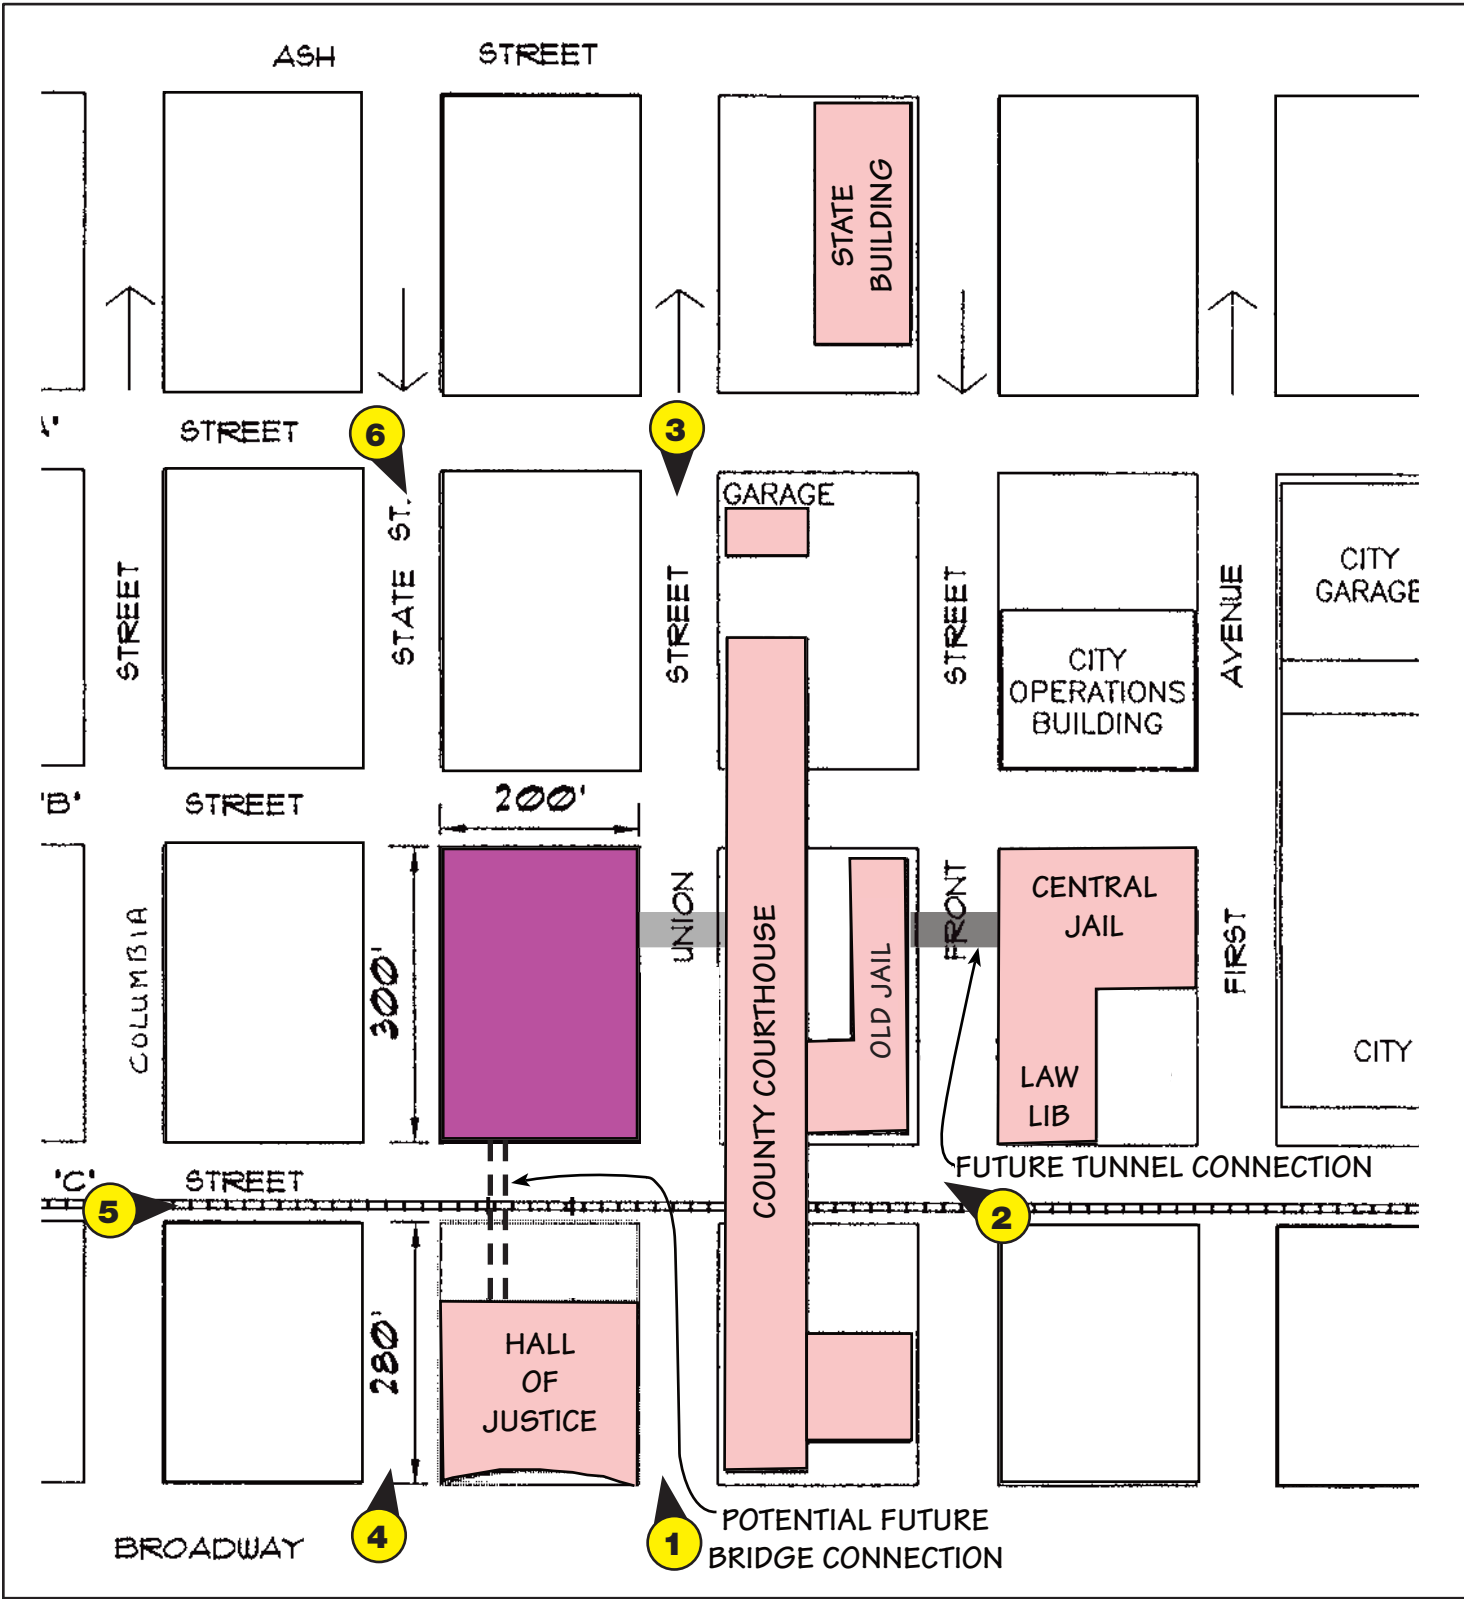 ASH STREET
STATE
BUILDING
STREET
6
3
GARAGE
STREET
STATE ST.
STREET
STREET
AVENUE
CITY
GARAGE
CITY
OPERATIONS
BUILDING
'B' STREET
200'
300'
COLUMBIA
UNION
COUNTY COURTHOUSE
OLD JAIL
FRONT
CENTRAL
JAIL
LAW
LIB
FIRST
CITY
'C' STREET
FUTURE TUNNEL CONNECTION
5
2
280'
HALL
OF
JUSTICE
4
1
POTENTIAL FUTURE
BRIDGE CONNECTION
BROADWAY